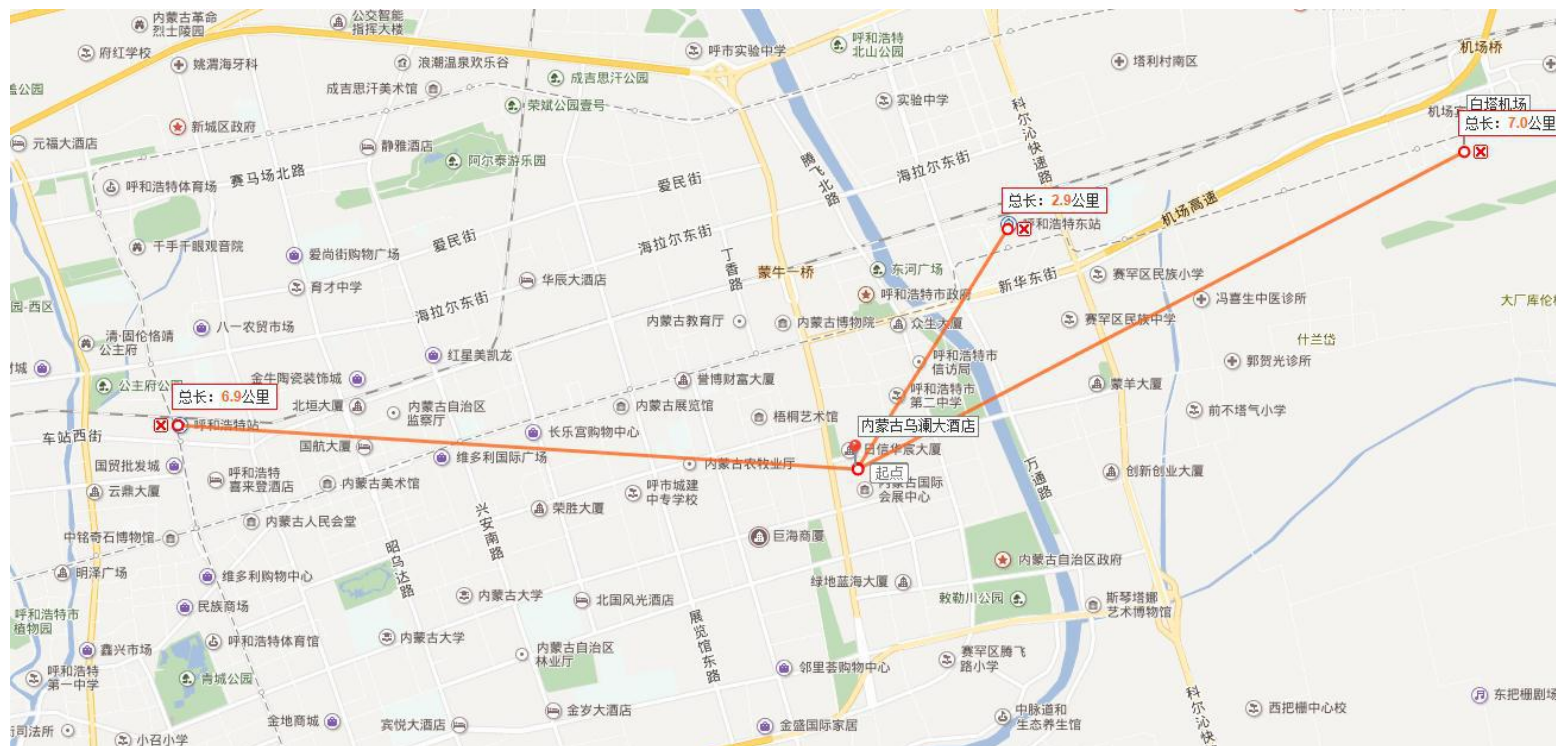 内蒙古革命
烈士陵园
公交智能
指挥大楼
府红学校
姚渭海牙科
浪潮温泉欢乐谷
呼市实验中学
呼和浩特
北山公园
塔利村南区
机场桥
盖公园
成吉思汗公园
成吉思汗美术馆
荣斌公园壹号
实验中学
科尔沁快速路
白塔机场
总长：7.0公里
新城区政府
元福大酒店
静雅酒店
阿尔泰游乐园
赛马场北路
呼和浩特体育场
爱民街
腾飞北路
海拉尔东街
总长：2.9公里
呼和浩特东站
机场高速
千手千眼观音院
爱尚街购物广场
爱民街
海拉尔东街
丁香路
蒙牛一桥
东河广场
新华东街
赛罕区民族小学
育才中学
华辰大酒店
呼和浩特市政府
冯喜生中医诊所
园-西区
海拉尔东街
八一农贸市场
内蒙古教育厅
内蒙古博物院
众生大厦
赛罕区民族中学
大厂库伦
什兰岱
清·固伦恪靖
公主府
红星美凯龙
呼和浩特市
信访局
郭贺光诊所
材城
公主府公园
金牛陶瓷装饰城
誉博财富大厦
呼和浩特市
第二中学
蒙羊大厦
总长：6.9公里
北垣大厦
内蒙古自治区
监察厅
内蒙古展览馆
梧桐艺术馆
前不塔气小学
呼和浩特站
内蒙古乌澜大酒店
车站西街
国航大厦
长乐宫购物中心
日信华宸大厦
国贸批发城
维多利国际广场
内蒙古农牧业厅
起点
万通路
创新创业大厦
呼和浩特
喜来登酒店
内蒙古美术馆
呼市城建
中专学校
内蒙古国际
会展中心
云鼎大厦
兴安南路
荣胜大厦
内蒙古人民会堂
中铭奇石博物馆
昭乌达路
巨海商厦
内蒙古自治区政府
明泽广场
维多利购物中心
绿地蓝海大厦
内蒙古大学
北国风光酒店
敕勒川公园
斯琴塔娜
艺术博物馆
民族商场
呼和浩特市
植物园
展览馆东路
呼和浩特体育馆
内蒙古大学
内蒙古自治区
林业厅
鑫兴市场
赛罕区腾飞
路小学
邻里荟购物中心
呼和浩特
第一中学
青城公园
科尔沁快
东把栅剧场
金地商城
宾悦大酒店
金岁大酒店
金盛国际家居
中脉道和
生态养生馆
西把栅中心校
司法所
小召小学